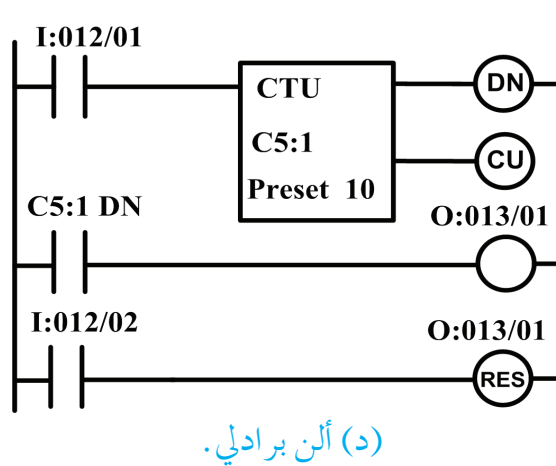 I:012/01
CTU DN
C5:1 CU
Preset 10
C5:1 DN O:013/01
I:012/02 O:013/01
RES
(د) ألن برادلي.